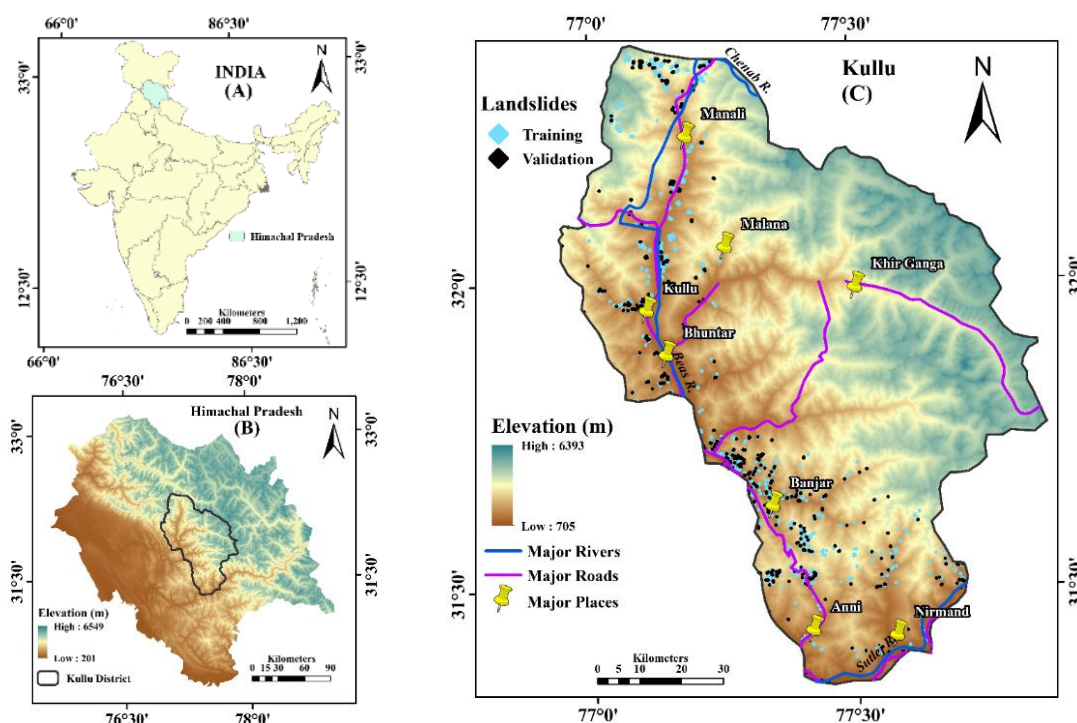 66°0'
86°30'
33°0'
33°0'
INDIA
(A)
N
Himachal Pradesh
Kilometers
0 200 400 800 1,200
12°30'
12°30'
66°0'
86°30'
76°30'
78°0'
33°0'
33°0'
Himachal Pradesh
(B)
N
Elevation (m)
High : 6549
Low : 201
Kullu District
Kilometers
0 15 30 60 90
31°30'
31°30'
76°30'
78°0'
77°0'
77°30'
Kullu
(C)
N
Landslides
Training
Validation
Chenab R.
Manali
Malana
Khir Ganga
Kullu
Bhuntar
Beas R.
32°0'
32°0'
Elevation (m)
High : 6393
Low : 705
Major Rivers
Major Roads
Major Places
Banjar
Anni
Nirmand
Sutlej R.
31°30'
31°30'
Kilometers
0 5 10 20 30
77°0'
77°30'